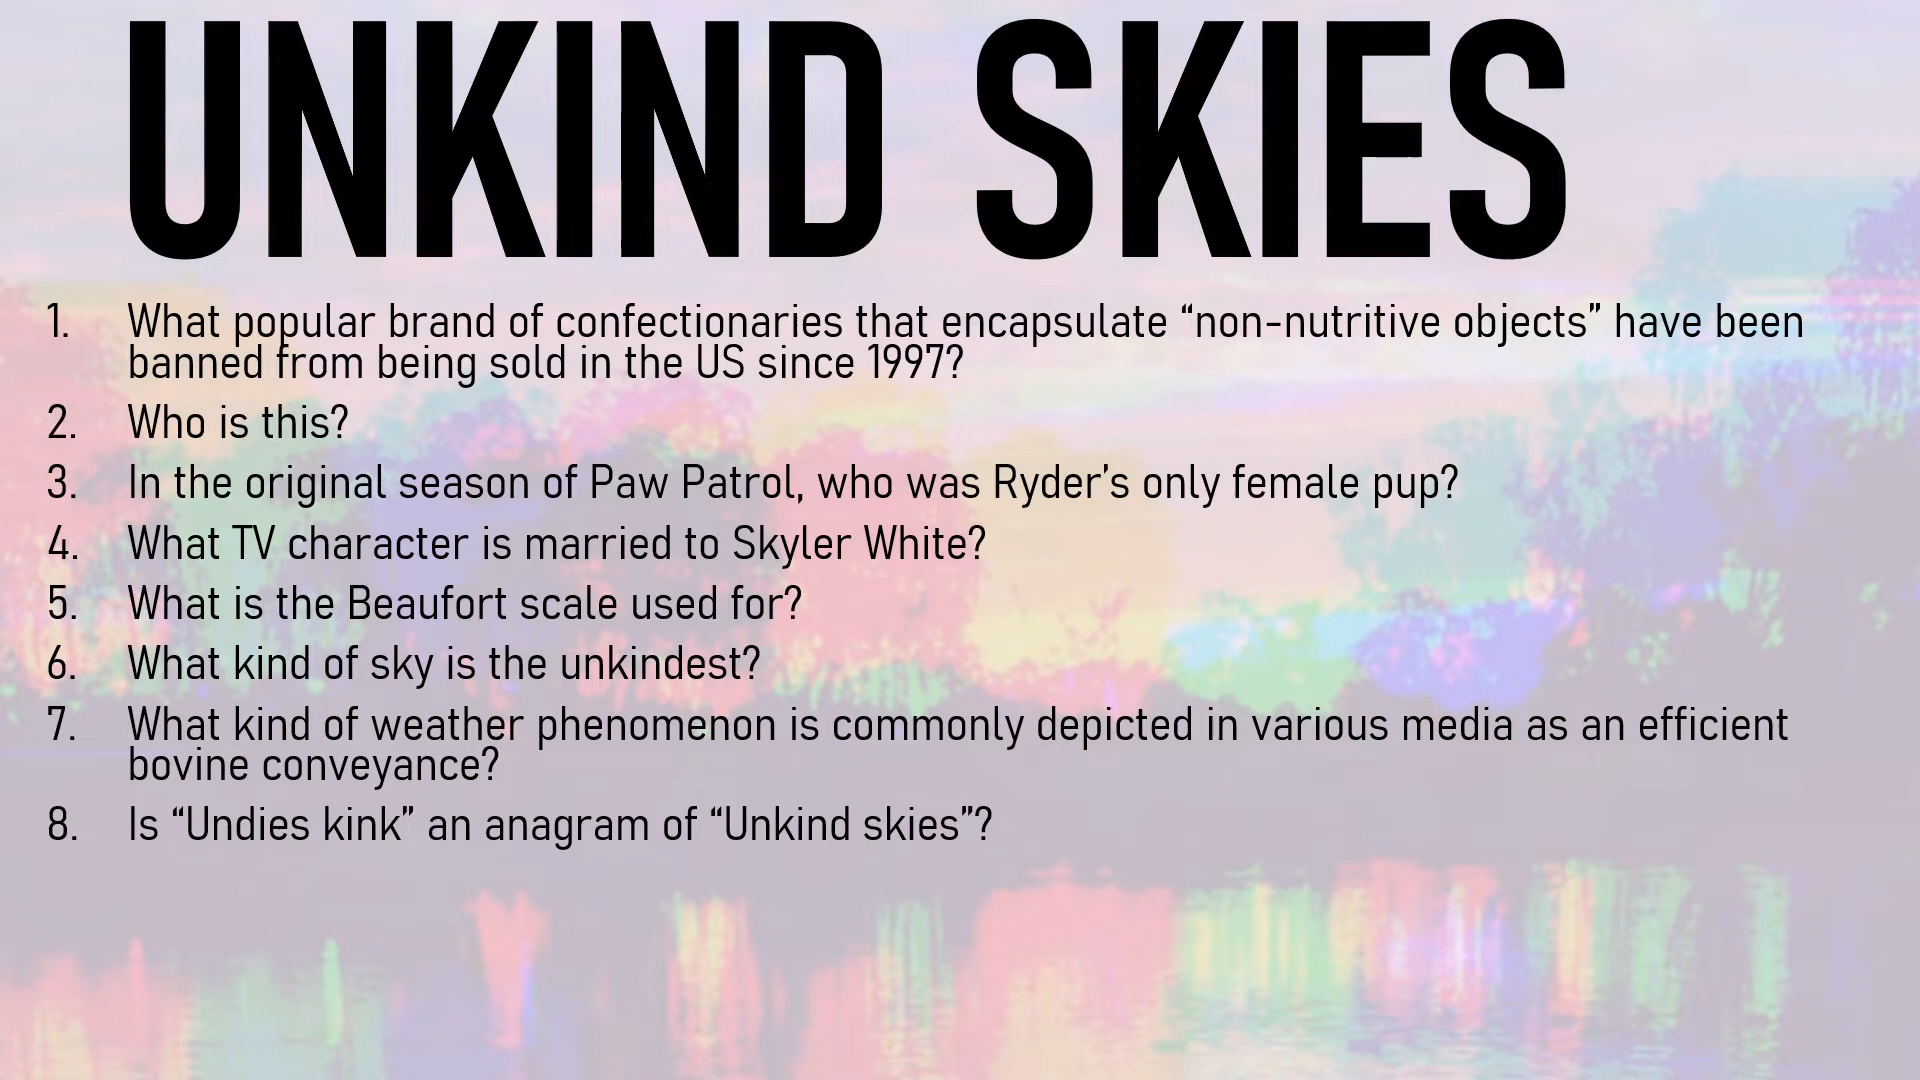 UNKIND SKIES
1. What popular brand of confectionaries that encapsulate “non-nutritive objects” have been
banned from being sold in the US since 1997?
2. Who is this?
3. In the original season of Paw Patrol, who was Ryder’s only female pup?
4. What TV character is married to Skyler White?
5. What is the Beaufort scale used for?
6. What kind of sky is the unkindest?
7. What kind of weather phenomenon is commonly depicted in various media as an efficient
bovine conveyance?
8. Is “Undies kink” an anagram of “Unkind skies”?